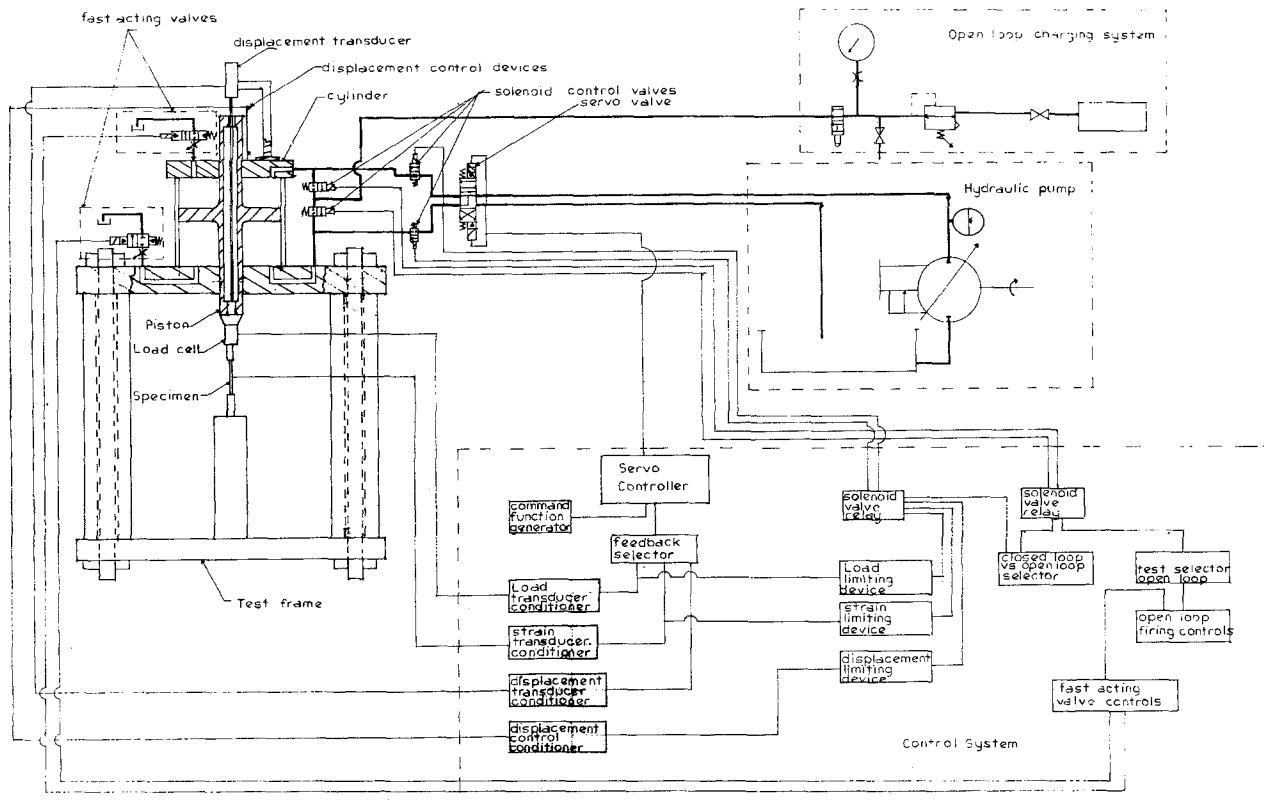 fast acting valves
displacement transducer
displacement control devices
cylinder
solenoid control valves
servo valve
Open loop charging system
Hydraulic pump
Piston
Load cell
Specimen
Test frame
Servo
Controller
command
function
generator
feedback
selector
Load
transducer
conditioner
strain
transducer.
conditioner
displacement
transducer
conditioner
displacement
control
conditioner
solenoid
valve
relay
Load
limiting
device
strain
limiting
device
displacement
limiting
device
solenoid
valve
relay
closed loop
vs open loop
selector
test selector
open loop
open loop
firing controls
fast acting
valve controls
Control System